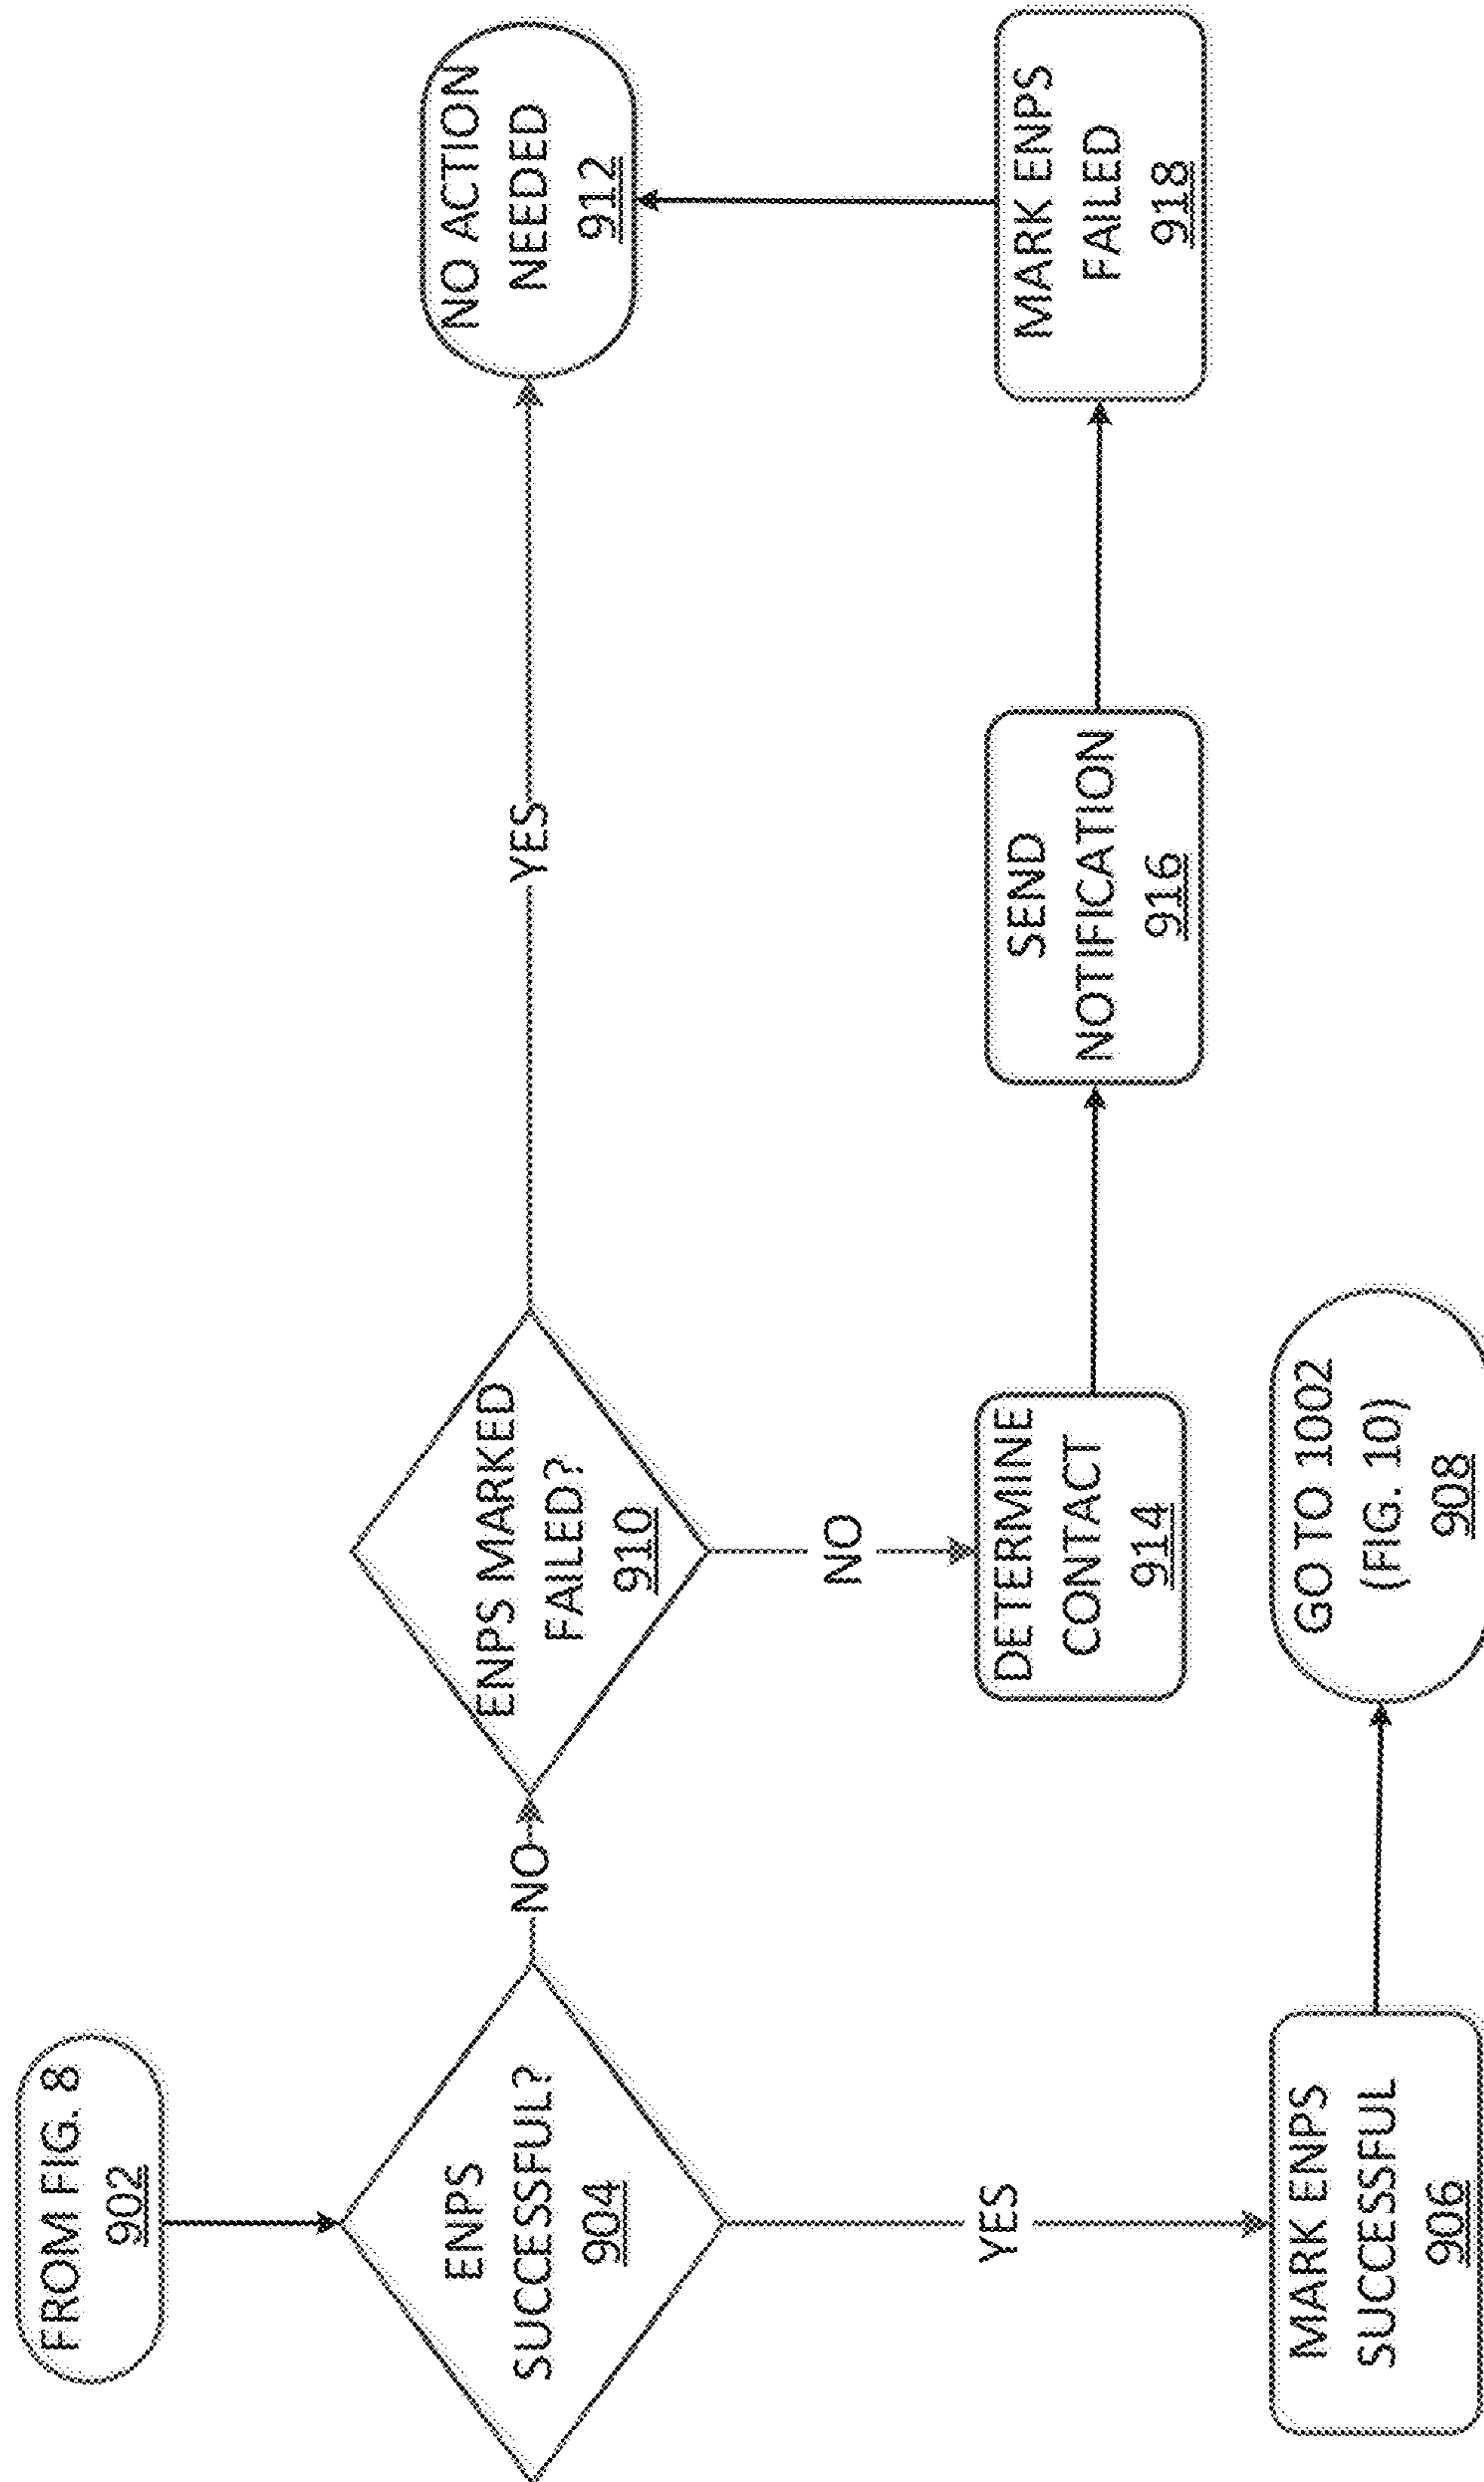 FROM FIG. 8
902
ENPS
SUCCESSFUL?
904
NO
ENPS MARKED
FAILED?
910
YES
NO ACTION
NEEDED
912
NO
DETERMINE
CONTACT
914
SEND
NOTIFICATION
916
MARK ENPS
FAILED
918
YES
MARK ENPS
SUCCESSFUL
906
GO TO 1002
(FIG. 10)
908